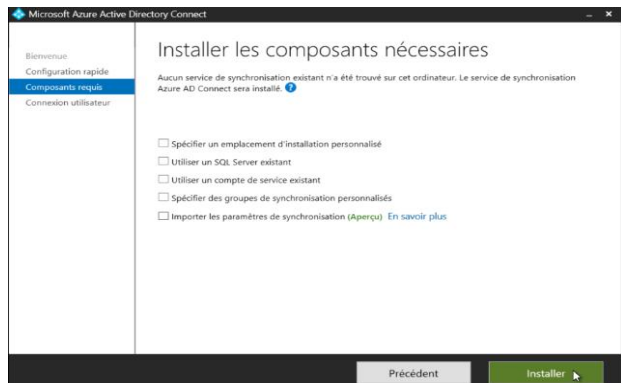 Microsoft Azure Active Directory Connect
Bienvenue
Configuration rapide
Composants requis
Connexion utilisateur
Installer les composants nécessaires
Aucun service de synchronisation existant n'a été trouvé sur cet ordinateur. Le service de synchronisation
Azure AD Connect sera installé. ?
Spécifier un emplacement d'installation personnalisé
Utiliser un SQL Server existant
Utiliser un compte de service existant
Spécifier des groupes de synchronisation personnalisés
Importer les paramètres de synchronisation (Aperçu) En savoir plus
Précédent
Installer